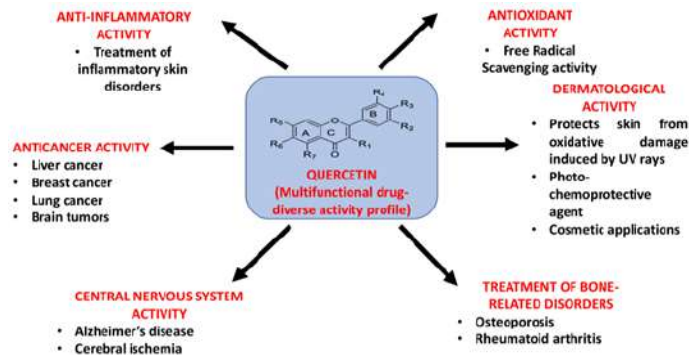 ANTI-INFLAMMATORY
ACTIVITY
• Treatment of
inflammatory skin
disorders
ANTIOXIDANT
ACTIVITY
• Free Radical
Scavenging activity
R₄
R₃
B
R₂
R₅
O
A
C
R₆
R₇
O
R₁
QUERCETIN
(Multifunctional drug-
diverse activity profile)
DERMATOLOGICAL
ACTIVITY
• Protects skin from
oxidative damage
induced by UV rays
• Photo-
chemoprotective
agent
• Cosmetic applications
ANTICANCER ACTIVITY
• Liver cancer
• Breast cancer
• Lung cancer
• Brain tumors
CENTRAL NERVOUS SYSTEM
ACTIVITY
• Alzheimer's disease
• Cerebral ischemia
TREATMENT OF BONE-
RELATED DISORDERS
• Osteoporosis
• Rheumatoid arthritis